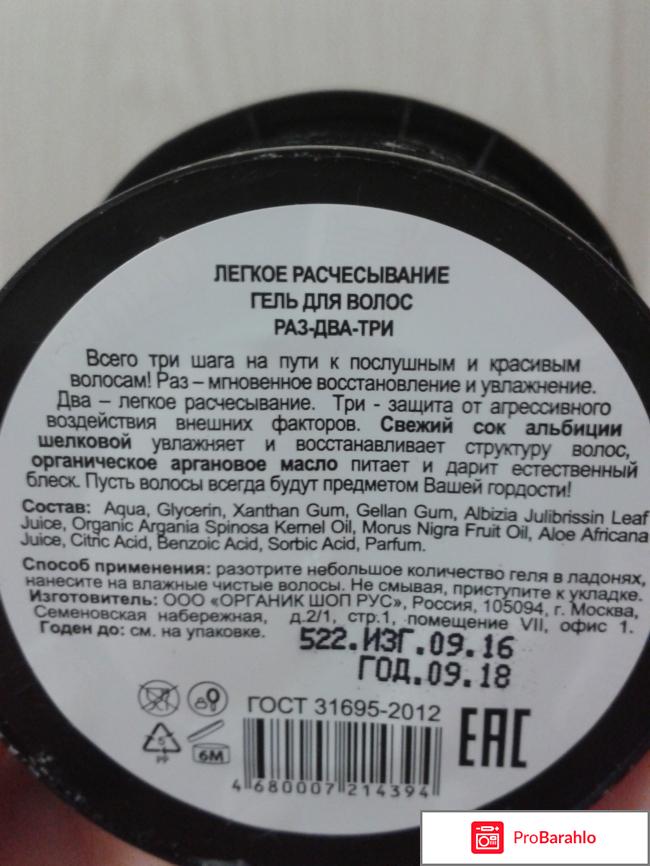 ЛЕГКОЕ РАСЧЕСЫВАНИЕ
ГЕЛЬ ДЛЯ ВОЛОС
РАЗ-ДВА-ТРИ
Всего три шага на пути к послушным и красивым
волосам! Раз – мгновенное восстановление и увлажнение.
Два – легкое расчесывание. Три - защита от агрессивного
воздействия внешних факторов. Свежий сок альбиции
шелковой увлажняет и восстанавливает структуру волос,
органическое аргановое масло питает и дарит естественный
блеск. Пусть волосы всегда будут предметом Вашей гордости!
Состав: Aqua, Glycerin, Xanthan Gum, Gellan Gum, Albizia Julibrissin Leaf
Juice, Organic Argania Spinosa Kernel Oil, Morus Nigra Fruit Oil, Aloe Africana
Juice, Citric Acid, Benzoic Acid, Sorbic Acid, Parfum.
Способ применения: разотрите небольшое количество геля в ладонях,
нанесите на влажные чистые волосы. Не смывая, приступите к укладке.
Изготовитель: ООО «ОРГАНИК ШОП РУС», Россия, 105094, г. Москва,
Семеновская набережная, д.2/1, стр.1, помещение VII, офис 1.
Годен до: см. на упаковке.
522.ИЗГ.09.16
ГОД.09.18
ГОСТ 31695-2012
EAC
5
PP
6M
4 680007 214394
ProBarahlo